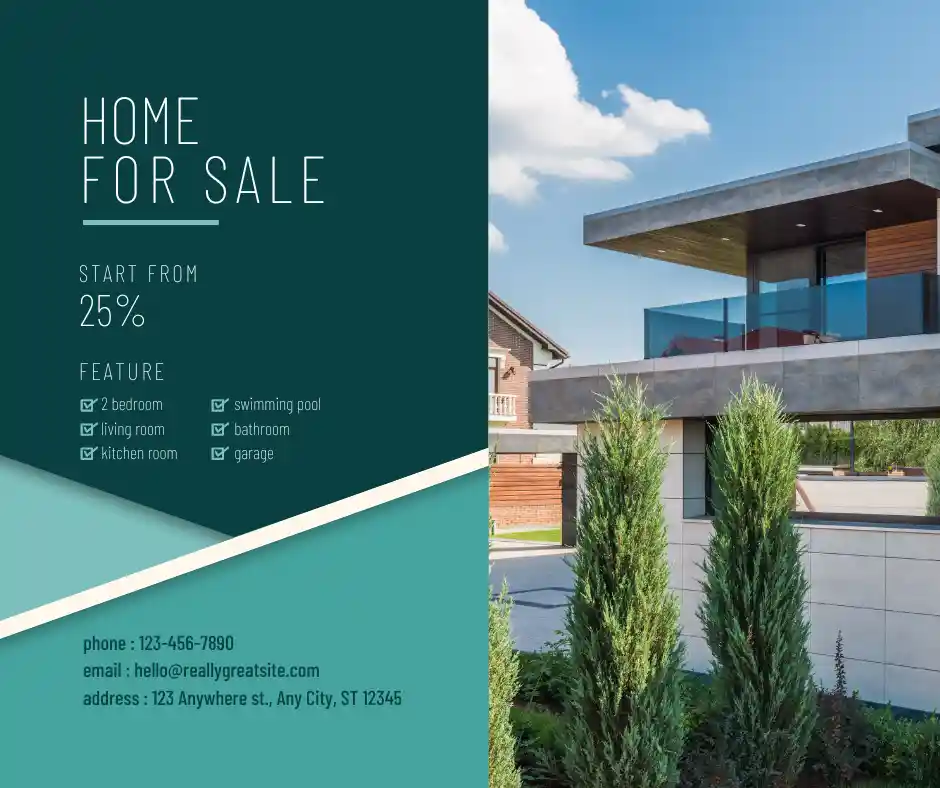 HOME
FOR SALE
START FROM
25%
FEATURE
2 bedroom
living room
kitchen room
swimming pool
bathroom
garage
phone : 123-456-7890
email : hello@reallygreatsite.com
address : 123 Anywhere st., Any City, ST 12345